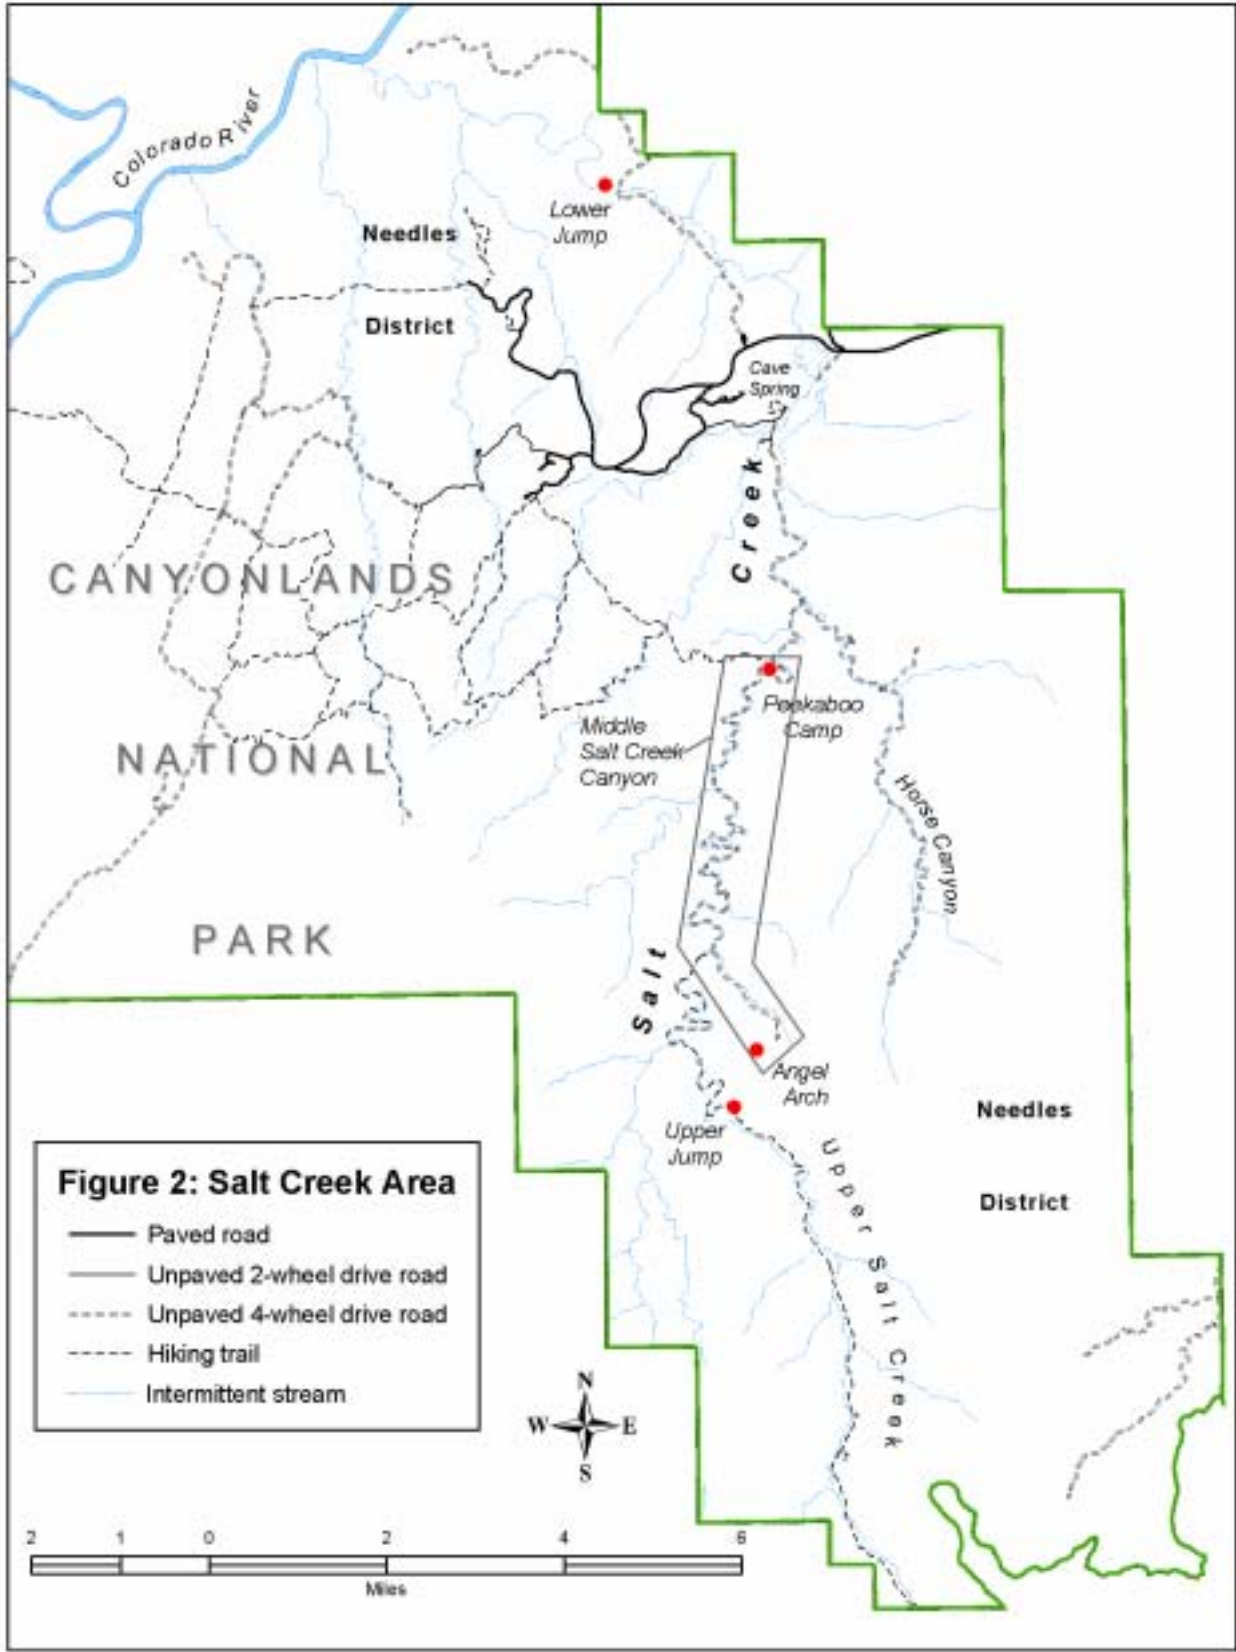 Colorado River
Lower
Jump
Needles
District
Cave
Spring
Creek
CANYONLANDS
Peekaboo
Camp
Middle
Salt Creek
Canyon
NATIONAL
Horse Canyon
PARK
Salt
Angel
Arch
Needles
Upper
Jump
Upper Salt Creek
District
Figure 2: Salt Creek Area
Paved road
Unpaved 2-wheel drive road
Unpaved 4-wheel drive road
Hiking trail
Intermittent stream
N
W E
S
2 1 0 2 4 6
Miles